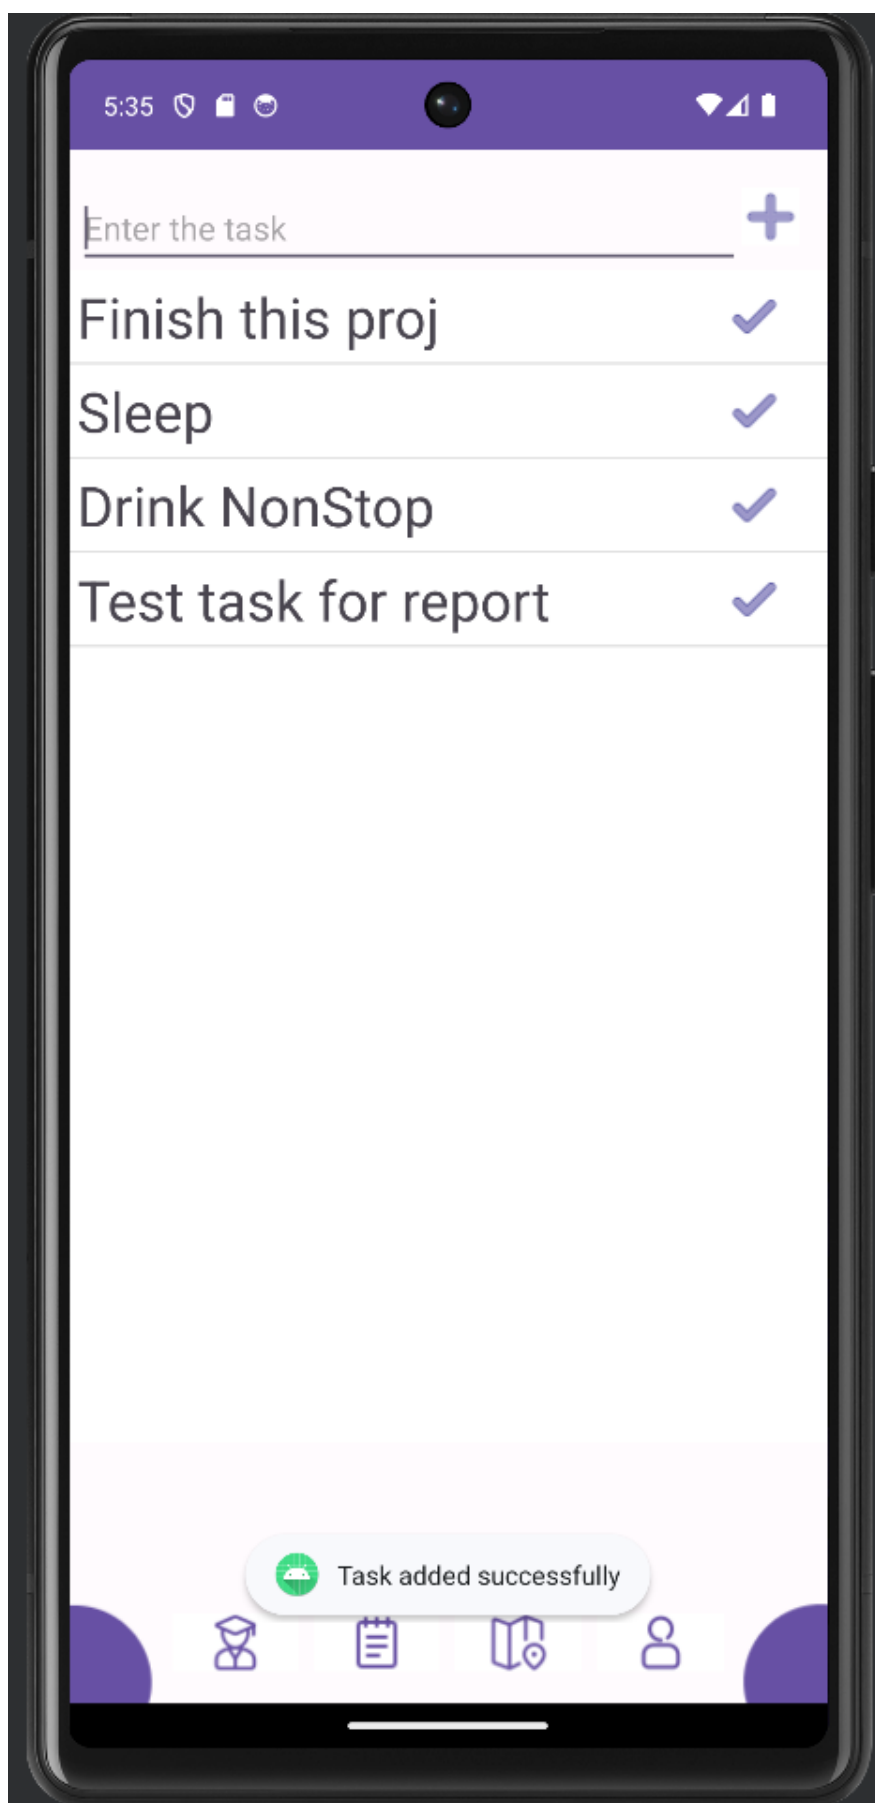 5:35
Enter the task
Finish this proj
Sleep
Drink NonStop
Test task for report
Task added successfully